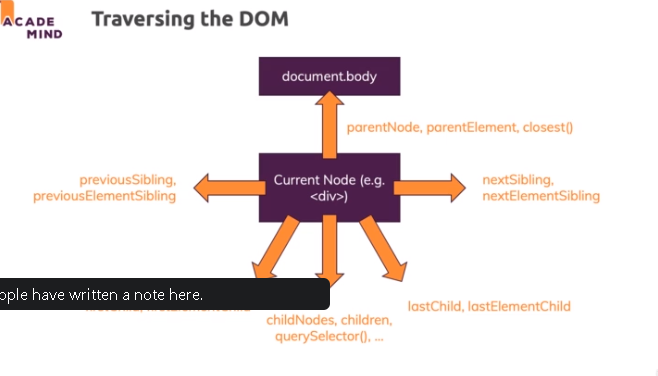 ACADE
MIND
Traversing the DOM
document.body
parentNode, parentElement, closest()
previousSibling,
previousElementSibling
Current Node (e.g.
<div>)
nextSibling,
nextElementSibling
have written a note here.
lastChild, lastElementChild
childNodes, children,
querySelector(), ...